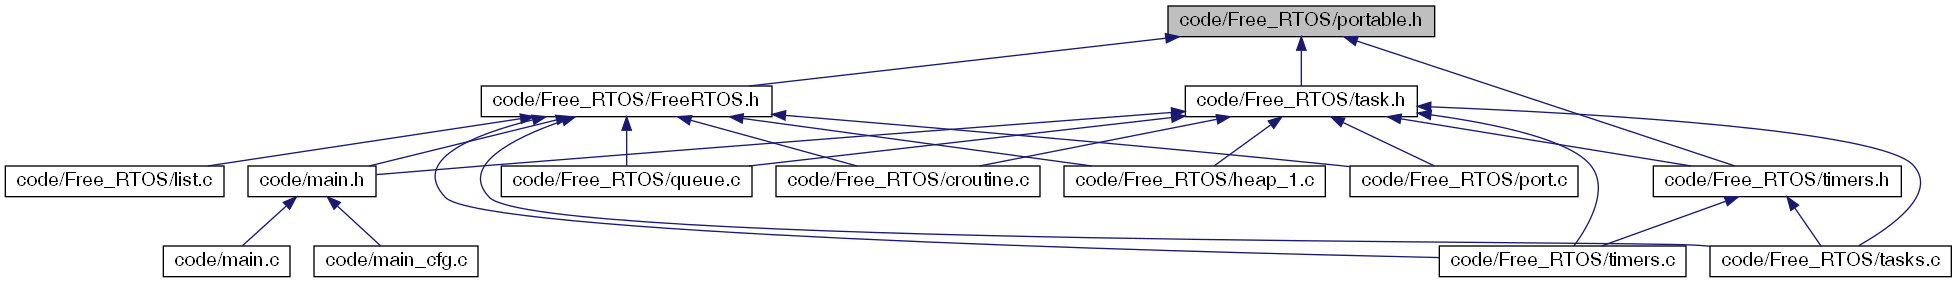 code/Free_RTOS/portable.h
code/Free_RTOS/FreeRTOS.h
code/Free_RTOS/task.h
code/Free_RTOS/list.c
code/main.h
code/Free_RTOS/queue.c
code/Free_RTOS/croutine.c
code/Free_RTOS/heap_1.c
code/Free_RTOS/port.c
code/Free_RTOS/timers.h
code/main.c
code/main_cfg.c
code/Free_RTOS/timers.c
code/Free_RTOS/tasks.c